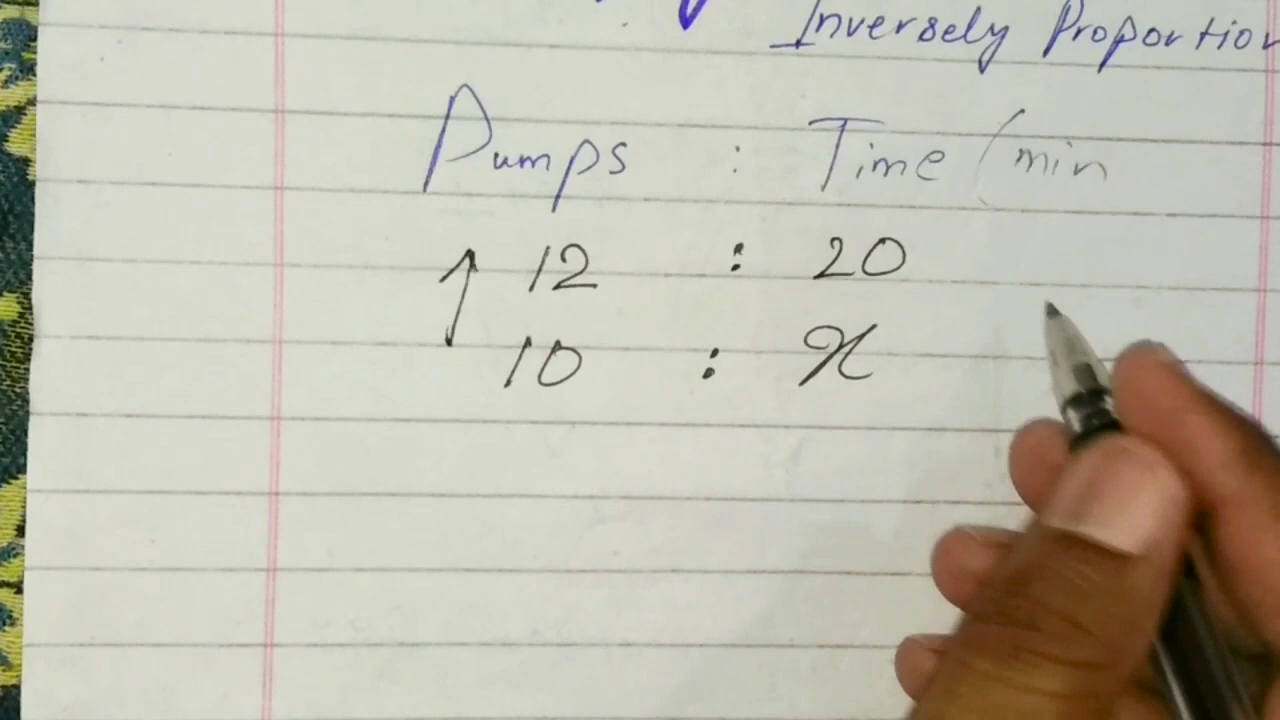 Inversely Proportion
Pumps : Time (min
↑ 12 : 20
10 : x